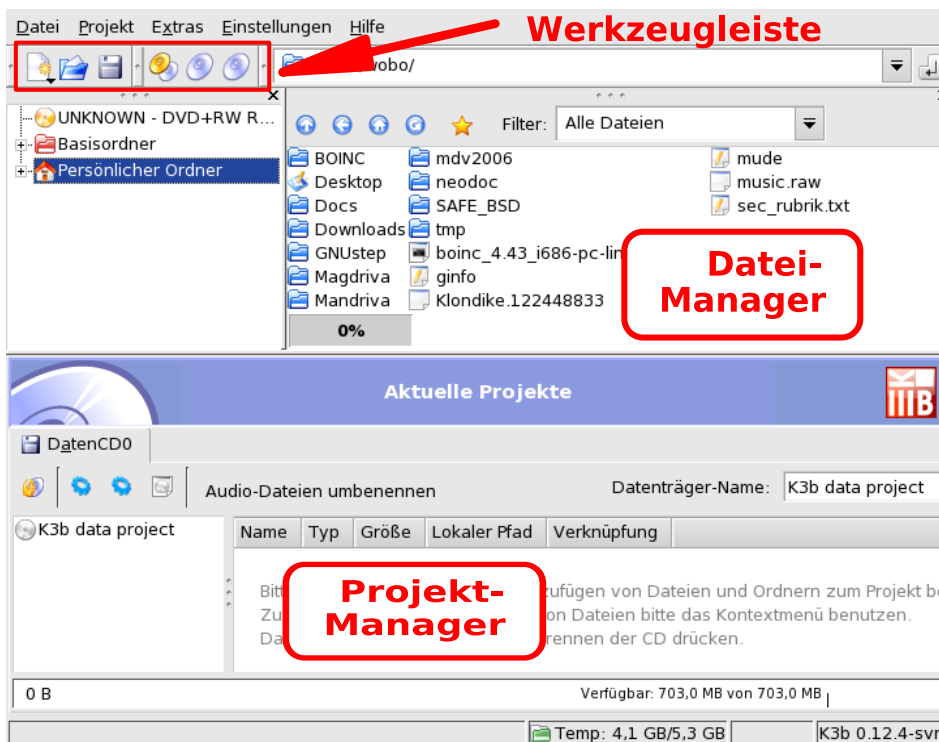 Datei Projekt Extras Einstellungen Hilfe
Werkzeugleiste
wobo/
UNKNOWN - DVD+RW R...
Basisordner
Persönlicher Ordner
Filter: Alle Dateien
BOINC mdv2006 mude
Desktop neodoc music.raw
Docs SAFE_BSD sec_rubrik.txt
Downloads tmp
GNUstep boinc_4.43_i686-pc-lin
Magdriva ginfo
Mandriva Klondike.122448833
Datei-
Manager
0%
Aktuelle Projekte
K3B
DatenCD0
Audio-Dateien umbenennen Datenträger-Name: K3b data project
K3b data project
Name Typ Größe Lokaler Pfad Verknüpfung
Bit zufügen von Dateien und Ordnern zum Projekt be
Zu on Dateien bitte das Kontextmenü benutzen.
Da rennen der CD drücken.
Projekt-
Manager
0 B Verfügbar: 703,0 MB von 703,0 MB
Temp: 4,1 GB/5,3 GB K3b 0.12.4-svn